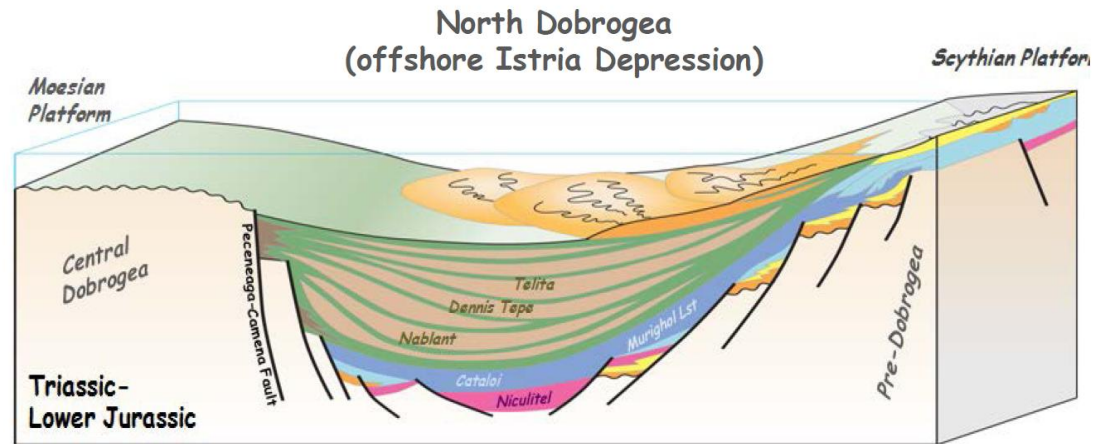 North Dobrogea
(offshore Istria Depression)
Scythian Platform
Moesian
Platform
Central
Dobrogea
Peceneaga-Camena Fault
Telita
Dennis Tepe
Nablant
Murighol Lst
Cataloi
Niculitel
Pre-Dobrogea
Triassic-
Lower Jurassic